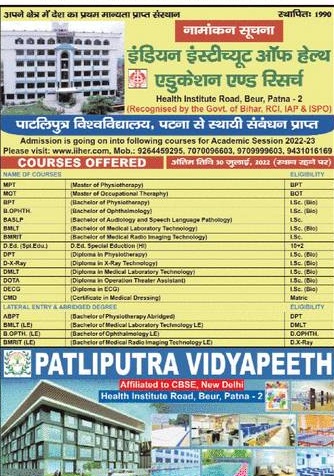 अपने क्षेत्र में देश का प्रथम मान्यता प्राप्त संस्थान
स्थापितः 1990
नामांकन सूचना
इंडियन इंस्टीच्यूट ऑफ हेल्थ
एडुकेशन एण्ड रिसर्च
Health Institute Road, Beur, Patna - 2
(Recognised by the Govt. of Bihar, RCI, IAP & ISPO)
पाटलिपुत्र विश्वविद्यालय, पटना से स्थायी संबंधन प्राप्त
Admission is going on into following courses for Academic Session 2022-23
Please visit: www.iiher.com, Mob.: 9264459295, 7070096603, 9709999603, 9431016169
COURSES OFFERED
अंतिम तिथि 30 जुलाई, 2022 (स्थान रहने पर)
NAME OF COURSES ELIGIBILITY
MPT (Master of Physiotherapy) BPT
MOT (Master of Occupational Theraphy) BOT
BPT (Bachelor of Physiotherapy) I.Sc. (Bio)
B.OPHTH. (Bachelor of Ophthalmology) I.Sc. (Bio)
BASLP (Bachelor of Audiology and Speech Language Pathology) I.Sc.
BMLT (Bachelor of Medical Laboratory Technology) I.Sc. (Bio)
BMRIT (Bachelor of Medical Radio Imaging Technology) I.Sc.
D.Ed. (Spl.Edu.) (D.Ed. Special Eduction (HI) 10+2
DPT (Diploma in Physiotherapy) I.Sc. (Bio)
D-X-Ray (Diploma in X-Ray Technology) I.Sc. (Bio)
DMLT (Diploma in Medical Laboratory Technology) I.Sc. (Bio)
DOTA (Diploma in Operation Theater Assistant) I.Sc. (Bio)
DECG (Diploma in ECG) I.Sc. (Bio)
CMD (Certificate in Medical Dressing) Matric
LATERAL ENTRY & ABRIDGED DEGREE ELIGIBILITY
ABPT (Bachelor of Physiotherapy Abridged) DPT
BMLT (LE) (Bachelor of Medical Laboratory Technology LE) DMLT
B.OPTH. (LE) (Bachelor of Ophthalmology LE)
BMRIT (LE) (Bachelor of Medical Radio Imaging Technology LE) D.X-Ray
PATLIPUTRA VIDYAPEETH
Affiliated to CBSE, New Delhi
Health Institute Road, Beur, Patna - 2